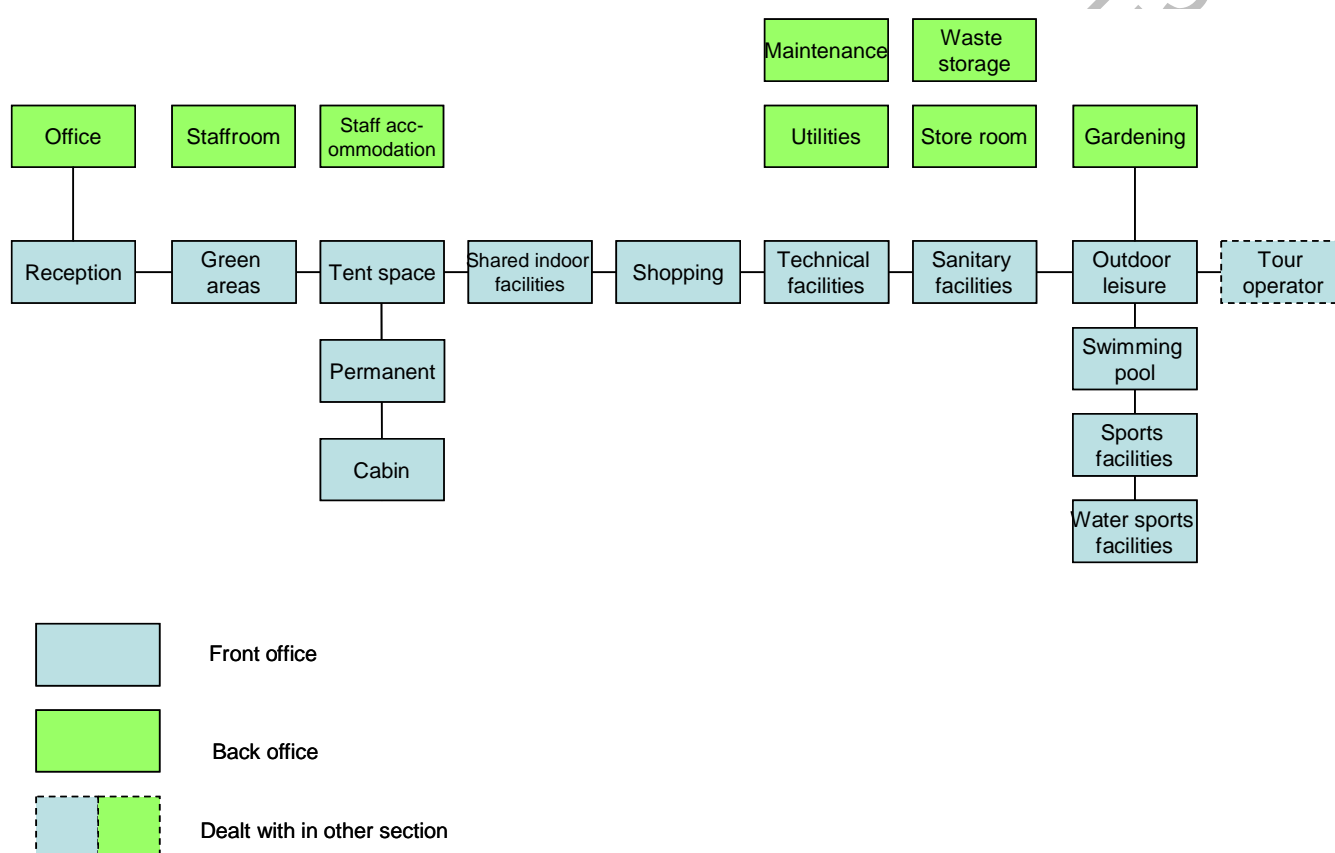 Maintenance
Waste
storage
Office
Staffroom
Staff acc-
ommodation
Utilities
Store room
Gardening
Reception
Green
areas
Tent space
Shared indoor
facilities
Shopping
Technical
facilities
Sanitary
facilities
Outdoor
leisure
Tour
operator
Permanent
Swimming
pool
Cabin
Sports
facilities
Water sports
facilities
Front office
Back office
Dealt with in other section